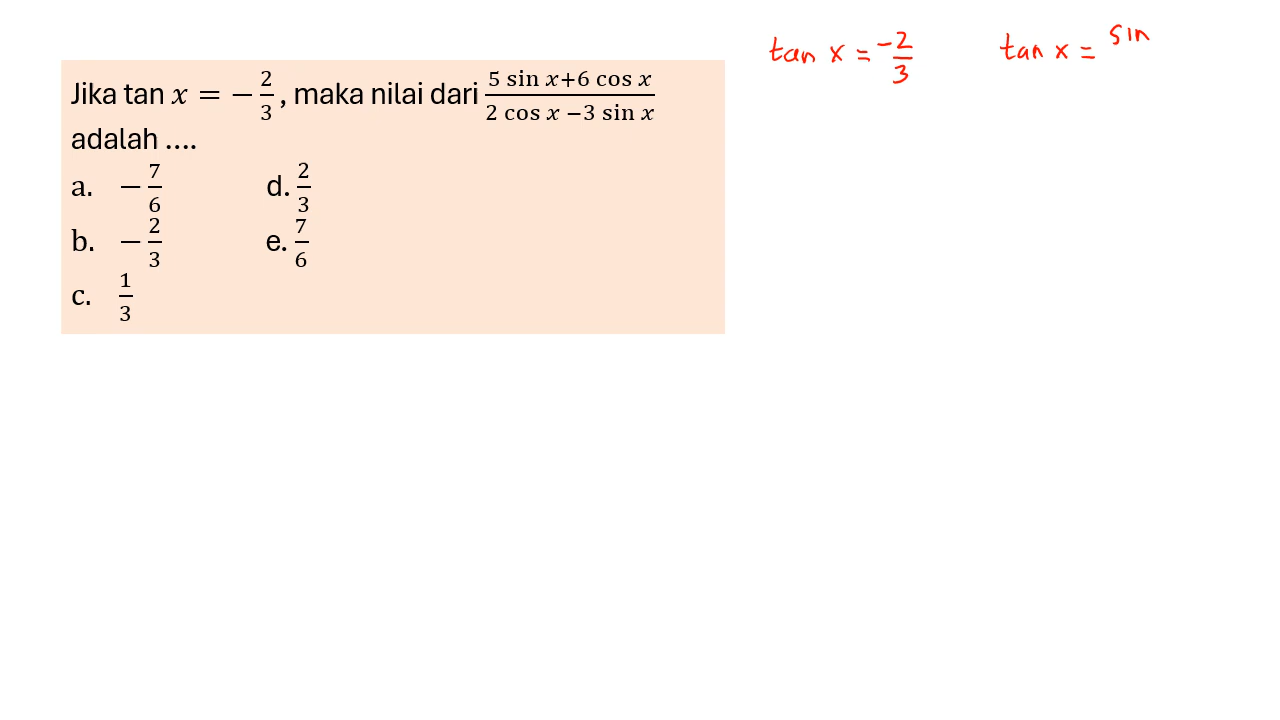 tan x = -2/3 tan x = sin
Jika tan x = − 2/3 , maka nilai dari (5 sin x+6 cos x)/(2 cos x −3 sin x)
adalah ....
a. − 7/6 d. 2/3
b. − 2/3 e. 7/6
c. 1/3